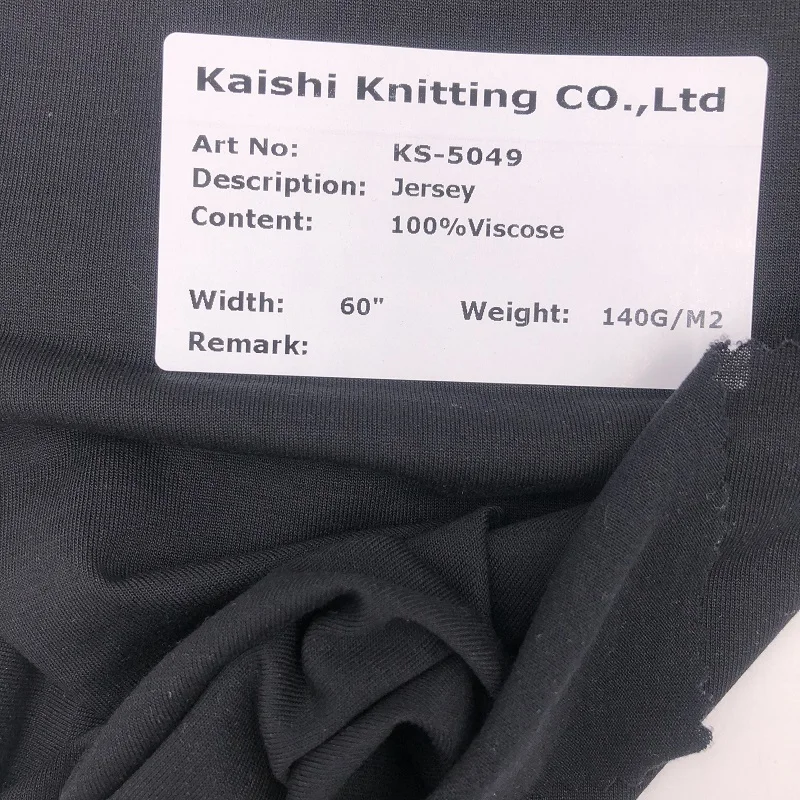 Kaishi Knitting CO.,Ltd
Art No: KS-5049
Description: Jersey
Content: 100%Viscose
Width: 60" Weight: 140G/M2
Remark: